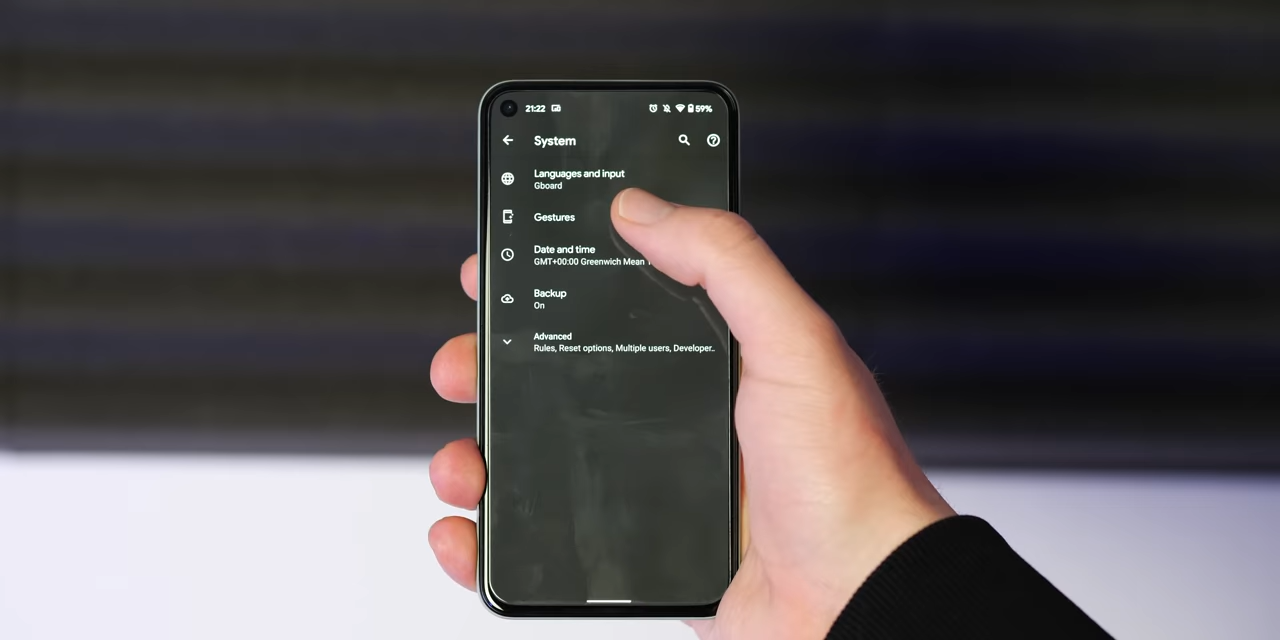 21:22 59%
System
Languages and input
Gboard
Gestures
Date and time
GMT+00:00 Greenwich Mean
Backup
On
Advanced
Rules, Reset options, Multiple users, Developer..